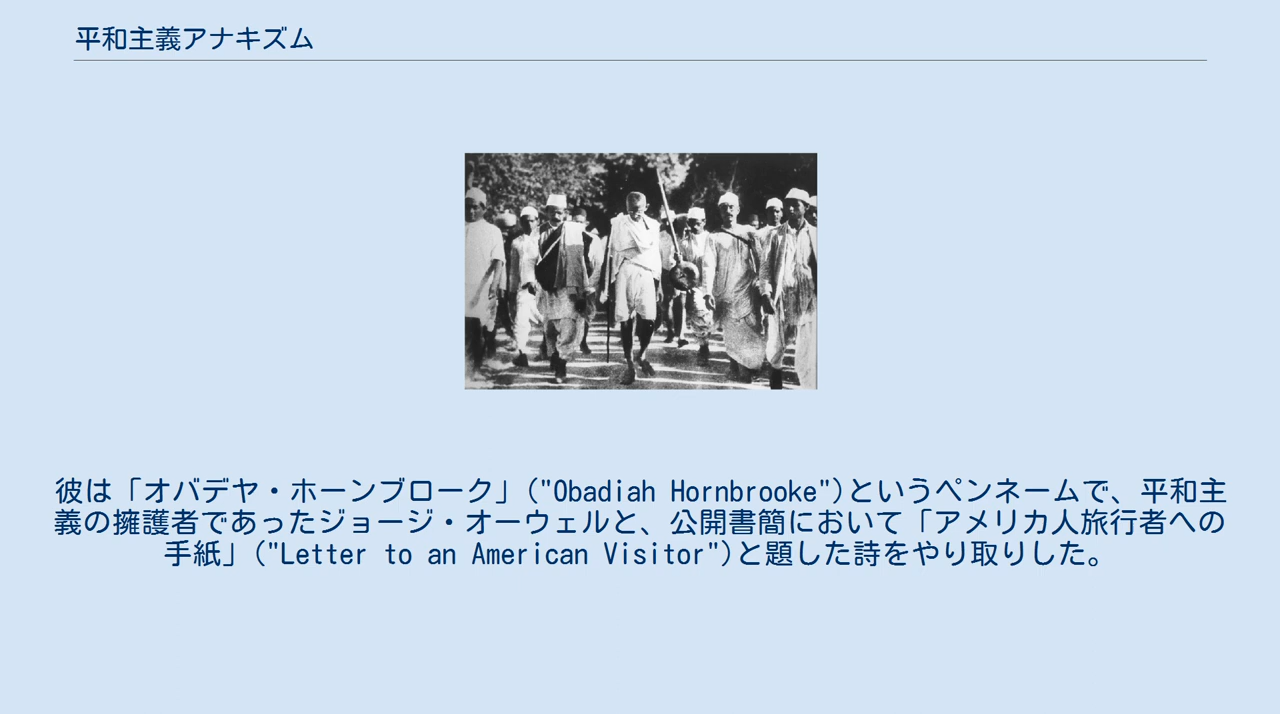 平和主義アナキズム
彼は「オバデヤ・ホーンブローク」("Obadiah Hornbrooke")というペンネームで、平和主
義の擁護者であったジョージ・オーウェルと、公開書簡において「アメリカ人旅行者への
手紙」("Letter to an American Visitor")と題した詩をやり取りした。